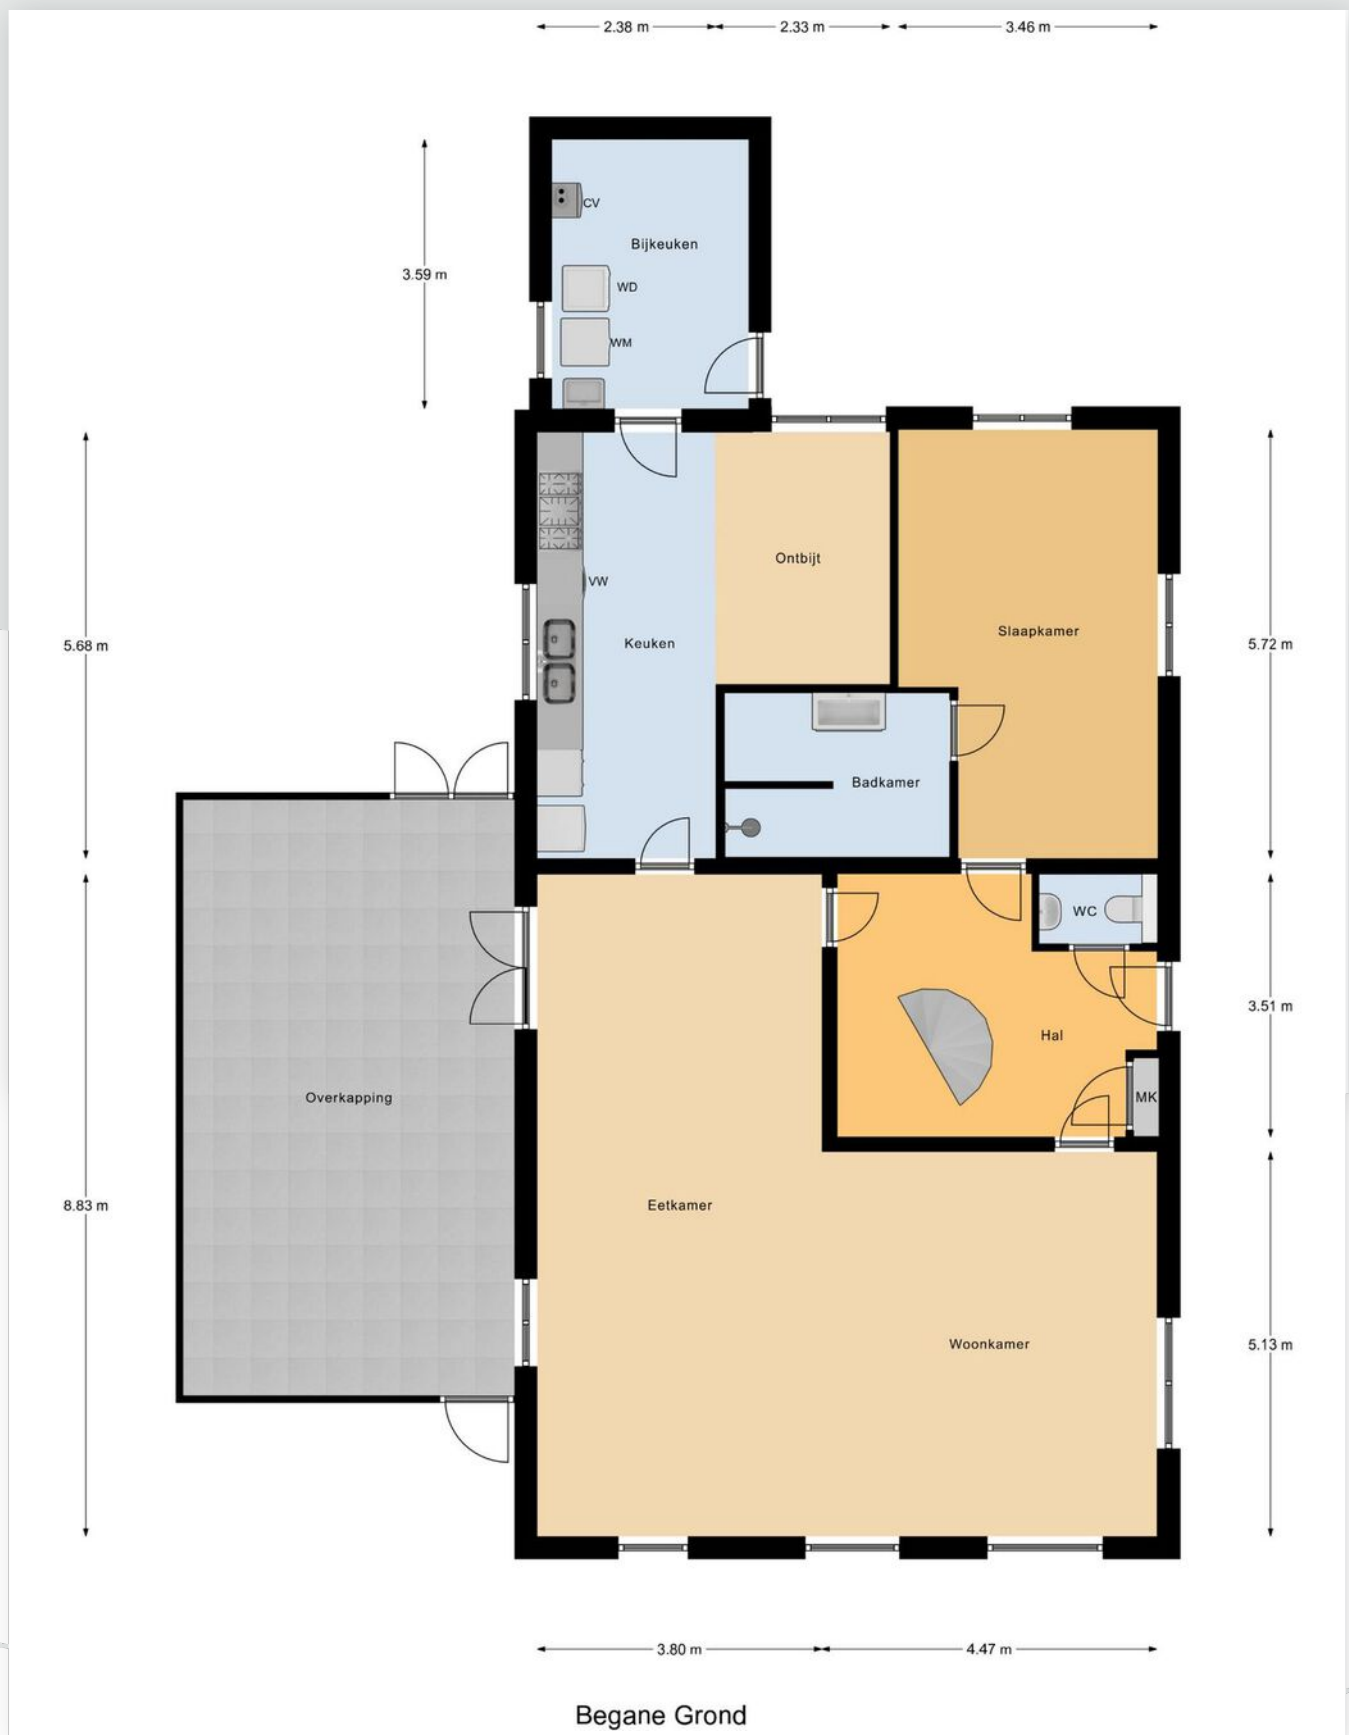 2.38 m 2.33 m 3.46 m
CV
Bijkeuken
3.59 m
WD
WM
Ontbijt
VW
Slaapkamer
5.68 m
Keuken
5.72 m
Badkamer
WC
3.51 m
Hal
Overkapping
MK
8.83 m
Eetkamer
Woonkamer
5.13 m
3.80 m 4.47 m
Begane Grond